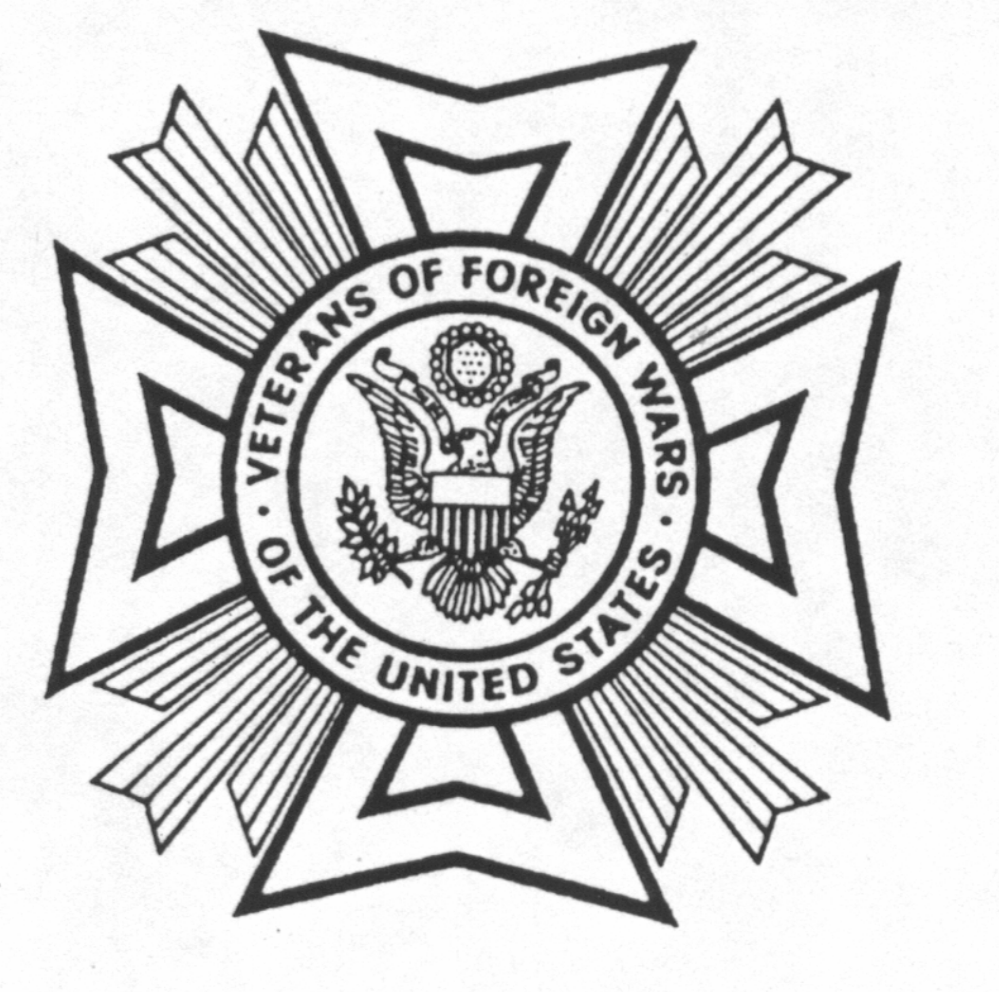 VETERANS OF FOREIGN WARS
· OF THE UNITED STATES ·